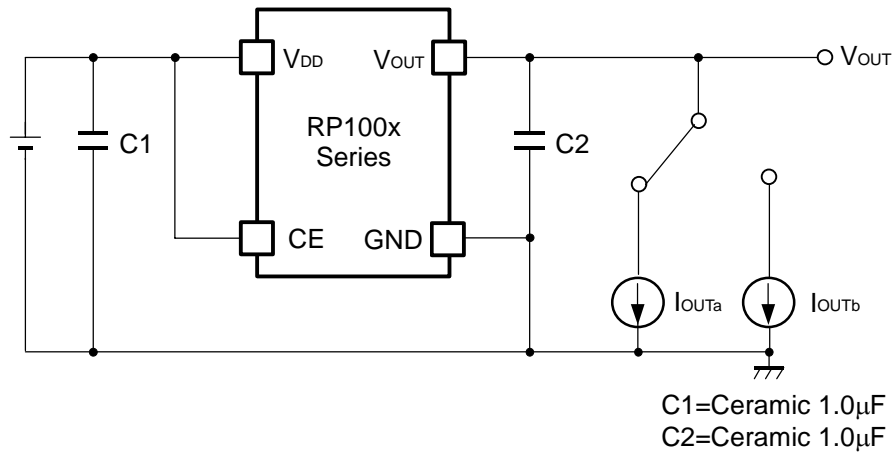 VDD
VOUT
VOUT
RP100x
Series
C1
C2
CE
GND
IOUTa
IOUTb
C1=Ceramic 1.0μF
C2=Ceramic 1.0μF